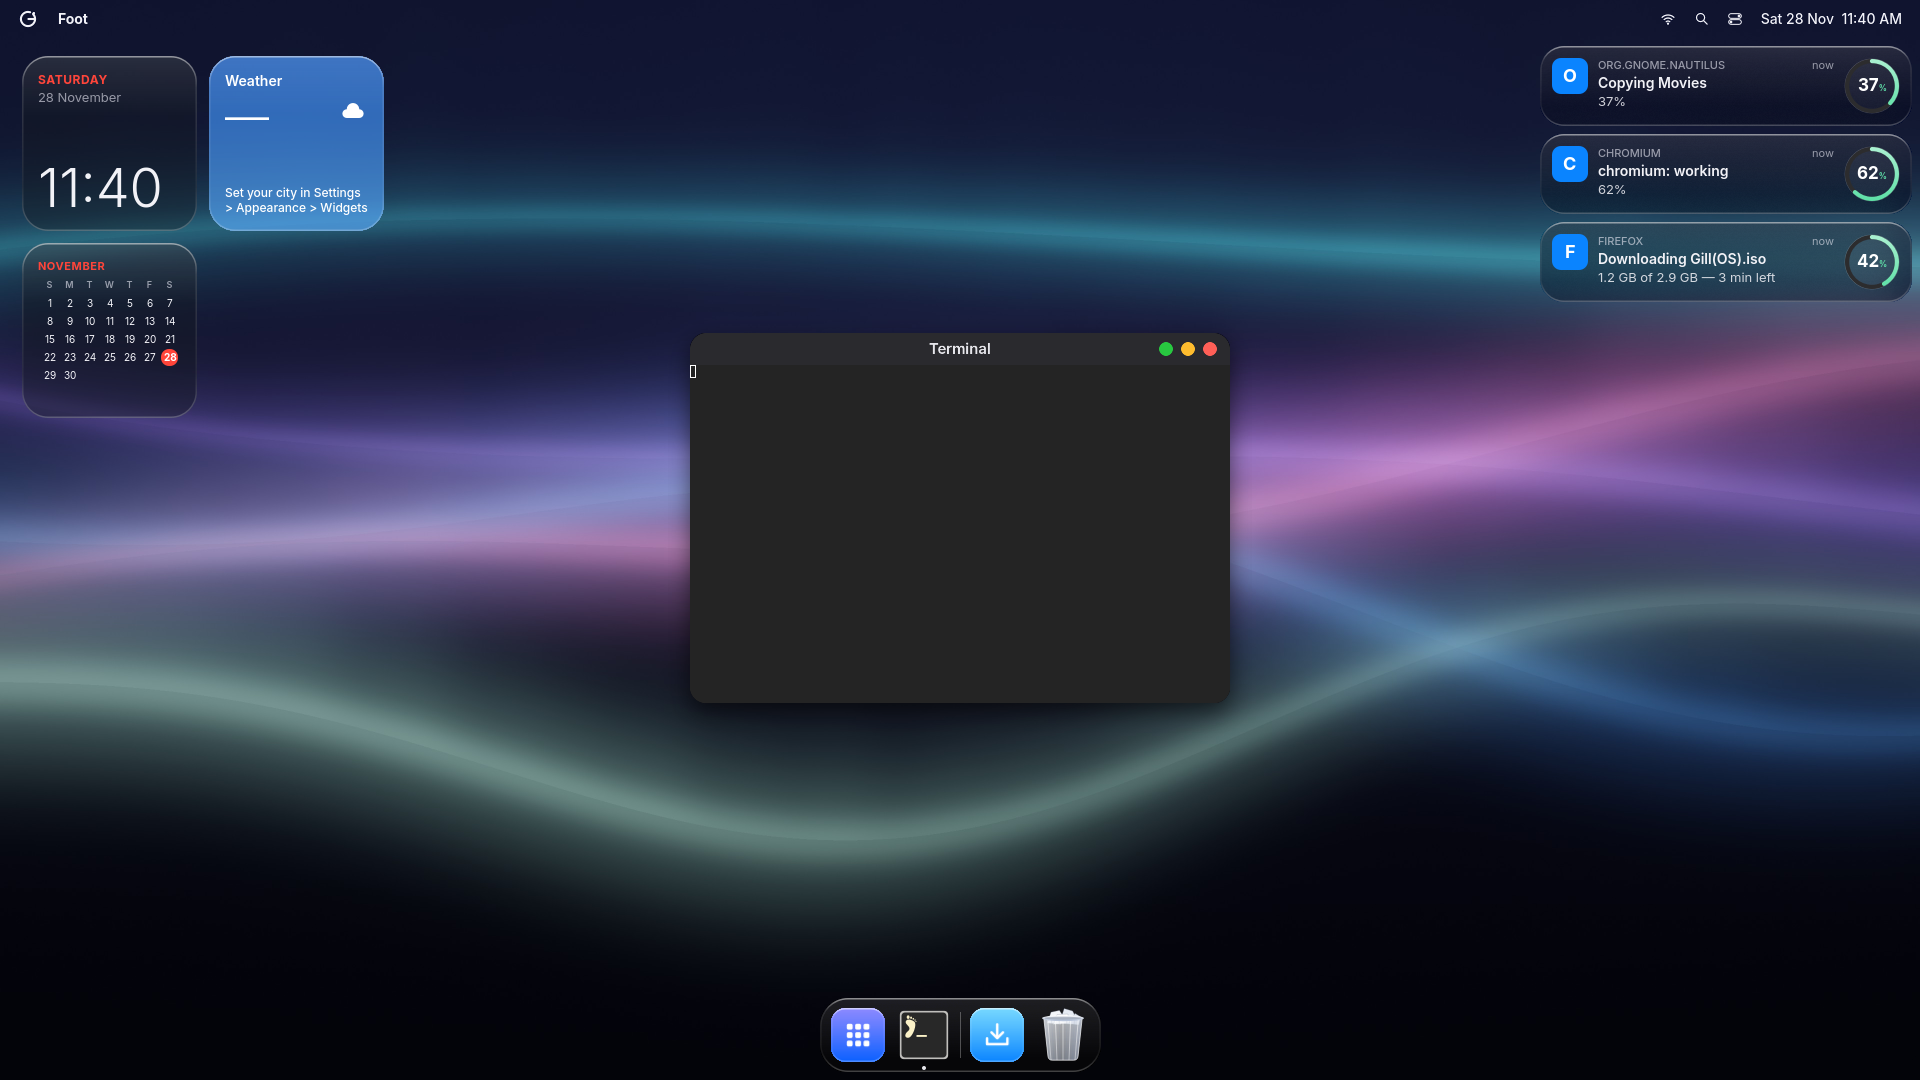 Foot
Sat 28 Nov 11:40 AM
SATURDAY
28 November
11:40
Weather
Set your city in Settings
> Appearance > Widgets
NOVEMBER
S M T W T F S
1 2 3 4 5 6 7
8 9 10 11 12 13 14
15 16 17 18 19 20 21
22 23 24 25 26 27 28
29 30
O
ORG.GNOME.NAUTILUS
now
Copying Movies
37%
37%
C
CHROMIUM
now
chromium: working
62%
62%
F
FIREFOX
now
Downloading Gill(OS).iso
1.2 GB of 2.9 GB — 3 min left
42%
Terminal